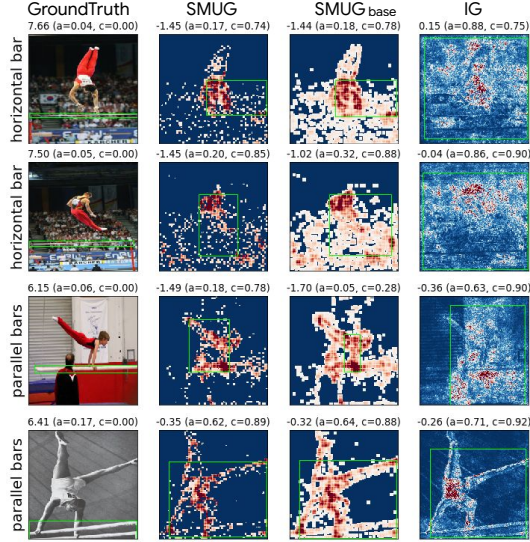 GroundTruth SMUG SMUG base IG
7.66 (a=0.04, c=0.00) -1.45 (a=0.17, c=0.74) -1.44 (a=0.18, c=0.78) 0.15 (a=0.88, c=0.75)
horizontal bar
7.50 (a=0.05, c=0.00) -1.45 (a=0.20, c=0.85) -1.02 (a=0.32, c=0.88) -0.04 (a=0.86, c=0.90)
horizontal bar
6.15 (a=0.06, c=0.00) -1.49 (a=0.18, c=0.78) -1.70 (a=0.05, c=0.28) -0.36 (a=0.63, c=0.90)
parallel bars
6.41 (a=0.17, c=0.00) -0.35 (a=0.62, c=0.89) -0.32 (a=0.64, c=0.88) -0.26 (a=0.71, c=0.92)
parallel bars